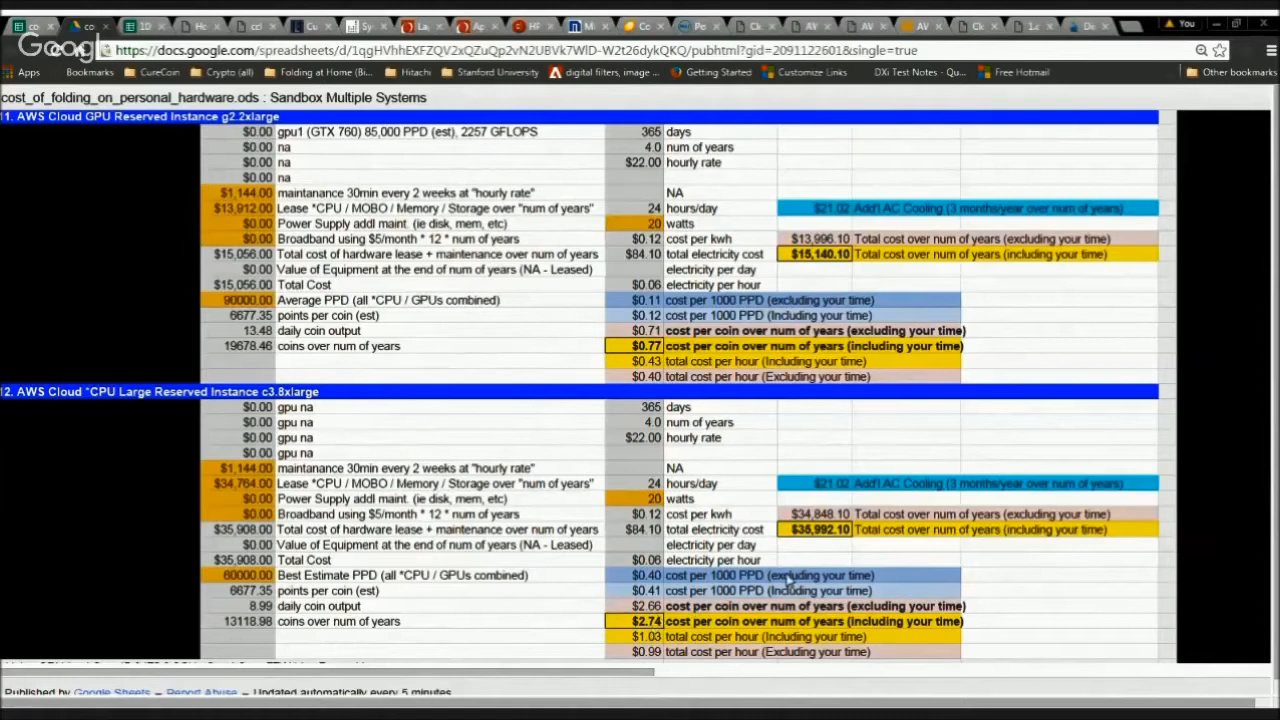 co
co
1D
Ho
cci
Cu
Sy
La
Ap
HF
M
Co
Po
Ck
AV
AV
AV
Ck
1.c
Dis
You
Google
https://docs.google.com/spreadsheets/d/1qgHVhhEXFZQV2xQZuQp2vN2UBVk7WlD-W2t26dykQKQ/pubhtml?gid=2091122601&single=true
Apps Bookmarks CureCoin Crypto (all) Folding at Home (Bi... Hitachi Stanford University digital filters, image ... Getting Started Customize Links DXi Test Notes - Qu... Free Hotmail Other bookmarks
cost_of_folding_on_personal_hardware.ods : Sandbox Multiple Systems
11. AWS Cloud GPU Reserved Instance g2.2xlarge
$0.00 gpu1 (GTX 760) 85,000 PPD (est), 2257 GFLOPS 365 days
$0.00 na 4.0 num of years
$0.00 na $22.00 hourly rate
$0.00 na
$1,144.00 maintanance 30min every 2 weeks at "hourly rate" NA
$13,912.00 Lease *CPU / MOBO / Memory / Storage over "num of years" 24 hours/day $21.02 Add'l AC Cooling (3 months/year over num of years)
$0.00 Power Supply addl maint. (ie disk, mem, etc) 20 watts
$0.00 Broadband using $5/month * 12 * num of years $0.12 cost per kwh $13,996.10 Total cost over num of years (excluding your time)
$15,056.00 Total cost of hardware lease + maintenance over num of years $84.10 total electricity cost $15,140.10 Total cost over num of years (including your time)
$0.00 Value of Equipment at the end of num of years (NA - Leased) electricity per day
$15,056.00 Total Cost $0.06 electricity per hour
90000.00 Average PPD (all *CPU / GPUs combined) $0.11 cost per 1000 PPD (excluding your time)
6677.35 points per coin (est) $0.12 cost per 1000 PPD (Including your time)
13.48 daily coin output $0.71 cost per coin over num of years (excluding your time)
19678.46 coins over num of years $0.77 cost per coin over num of years (including your time)
$0.43 total cost per hour (Including your time)
$0.40 total cost per hour (Excluding your time)
12. AWS Cloud *CPU Large Reserved Instance c3.8xlarge
$0.00 gpu na 365 days
$0.00 gpu na 4.0 num of years
$0.00 gpu na $22.00 hourly rate
$0.00 gpu na
$1,144.00 maintanance 30min every 2 weeks at "hourly rate" NA
$34,764.00 Lease *CPU / MOBO / Memory / Storage over "num of years" 24 hours/day $21.02 Add'l AC Cooling (3 months/year over num of years)
$0.00 Power Supply addl maint. (ie disk, mem, etc) 20 watts
$0.00 Broadband using $5/month * 12 * num of years $0.12 cost per kwh $34,848.10 Total cost over num of years (excluding your time)
$35,908.00 Total cost of hardware lease + maintenance over num of years $84.10 total electricity cost $35,992.10 Total cost over num of years (including your time)
$0.00 Value of Equipment at the end of num of years (NA - Leased) electricity per day
$35,908.00 Total Cost $0.06 electricity per hour
60000.00 Best Estimate PPD (all *CPU / GPUs combined) $0.40 cost per 1000 PPD (excluding your time)
6677.35 points per coin (est) $0.41 cost per 1000 PPD (Including your time)
8.99 daily coin output $2.66 cost per coin over num of years (excluding your time)
13118.98 coins over num of years $2.74 cost per coin over num of years (including your time)
$1.03 total cost per hour (Including your time)
$0.99 total cost per hour (Excluding your time)
Published by Google Sheets – Report Abuse – Updated automatically every 5 minutes